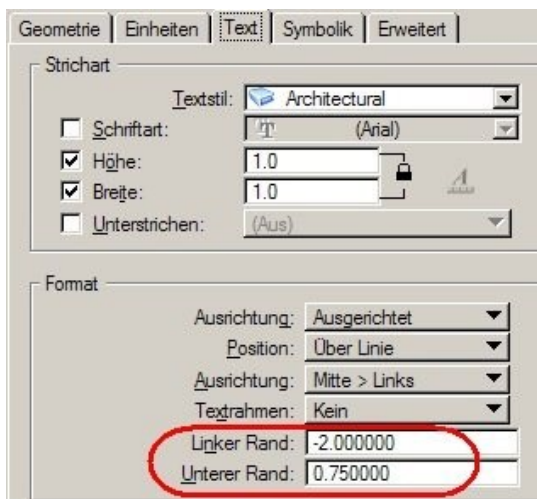 Geometrie Einheiten Text Symbolik Erweitert
Strichart
Textstil: Architectural
Schriftart: (Arial)
Höhe: 1.0
Breite: 1.0
Unterstrichen: (Aus)
Format
Ausrichtung: Ausgerichtet
Position: Über Linie
Ausrichtung: Mitte > Links
Textrahmen: Kein
Linker Rand: -2.000000
Unterer Rand: 0.750000